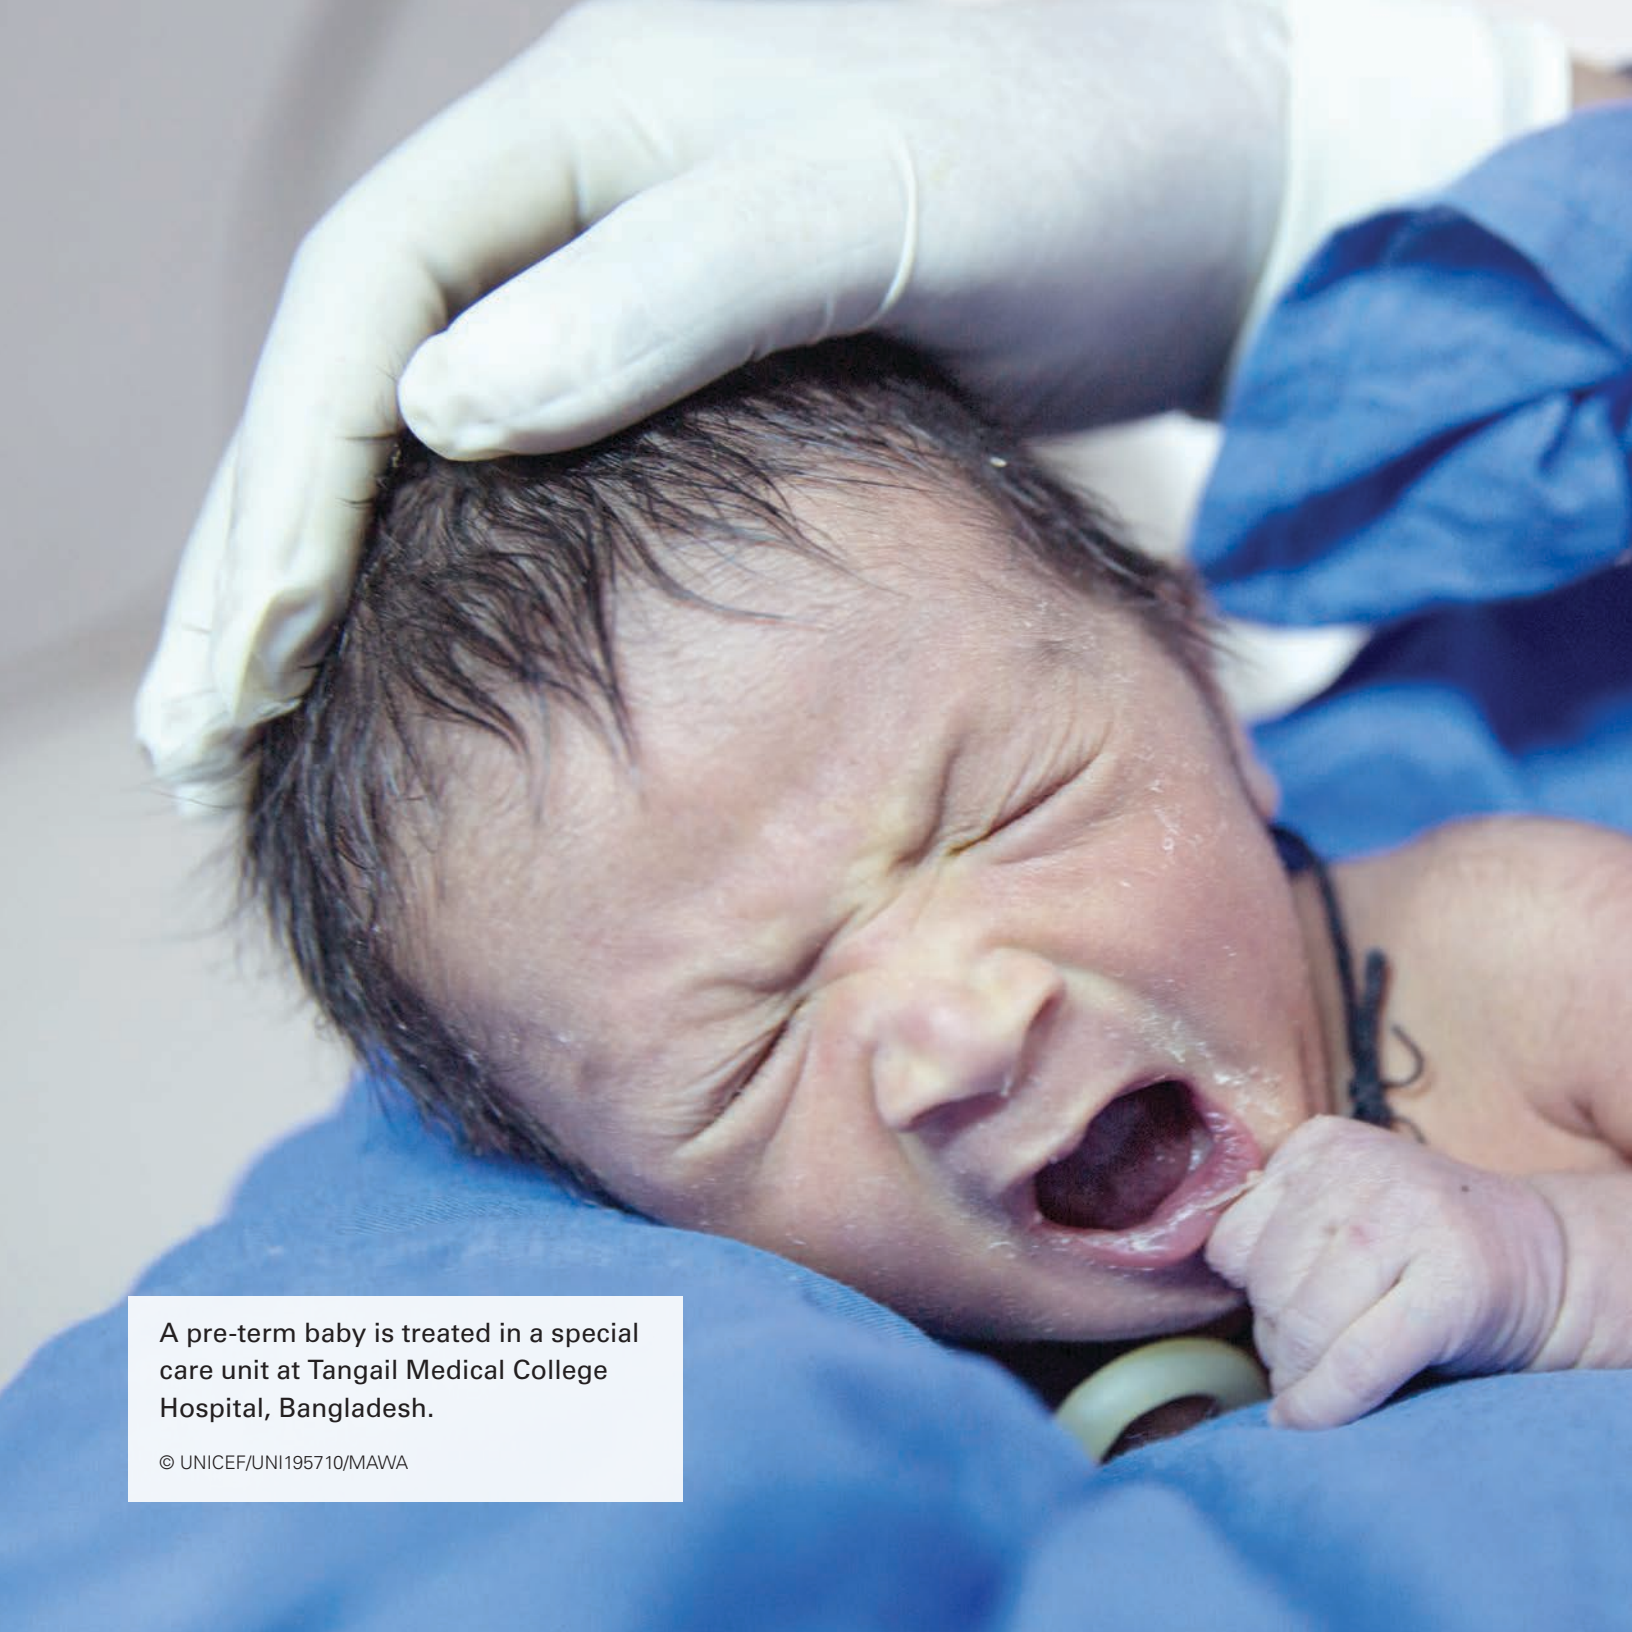 A pre-term baby is treated in a special
care unit at Tangail Medical College
Hospital, Bangladesh.
© UNICEF/UNI195710/MAWA